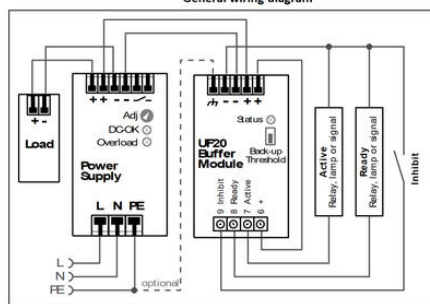 General wiring diagram
+ + - -
+ -
Load
Adj
DC-OK
Overload
Power
Supply
L N PE
- - + +
Status
UF20
Buffer
Module
Back-up
Threshold
9 Inhibit
8 Ready
7 Active
6 +
Active
Relay, lamp or signal
Ready
Relay, lamp or signal
Inhibit
L
N
PE
optional